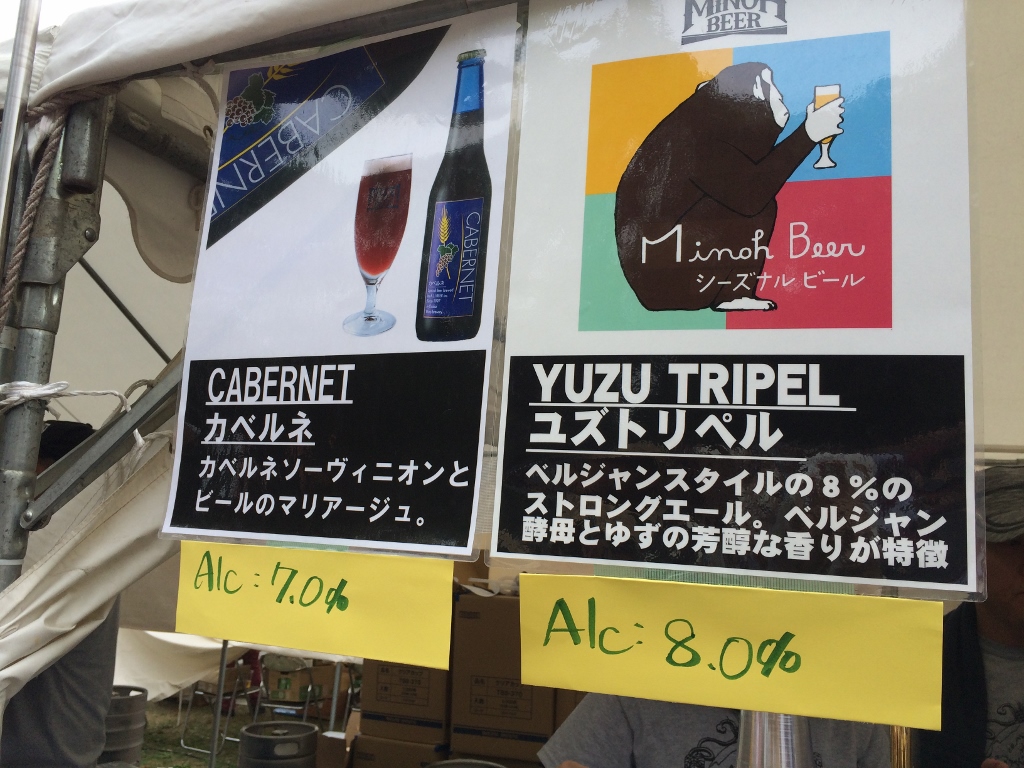 CABERNET
CABERNET
カベルネ
CABERNET
カベルネ
カベルネソーヴィニオンと
ビールのマリアージュ。
Alc:7.0%
MINOH
BEER
Minoh Beer
シーズナル ビール
YUZU TRIPEL
ユズトリペル
ベルジャンスタイルの8%の
ストロングエール。ベルジャン
酵母とゆずの芳醇な香りが特徴
Alc:8.0%